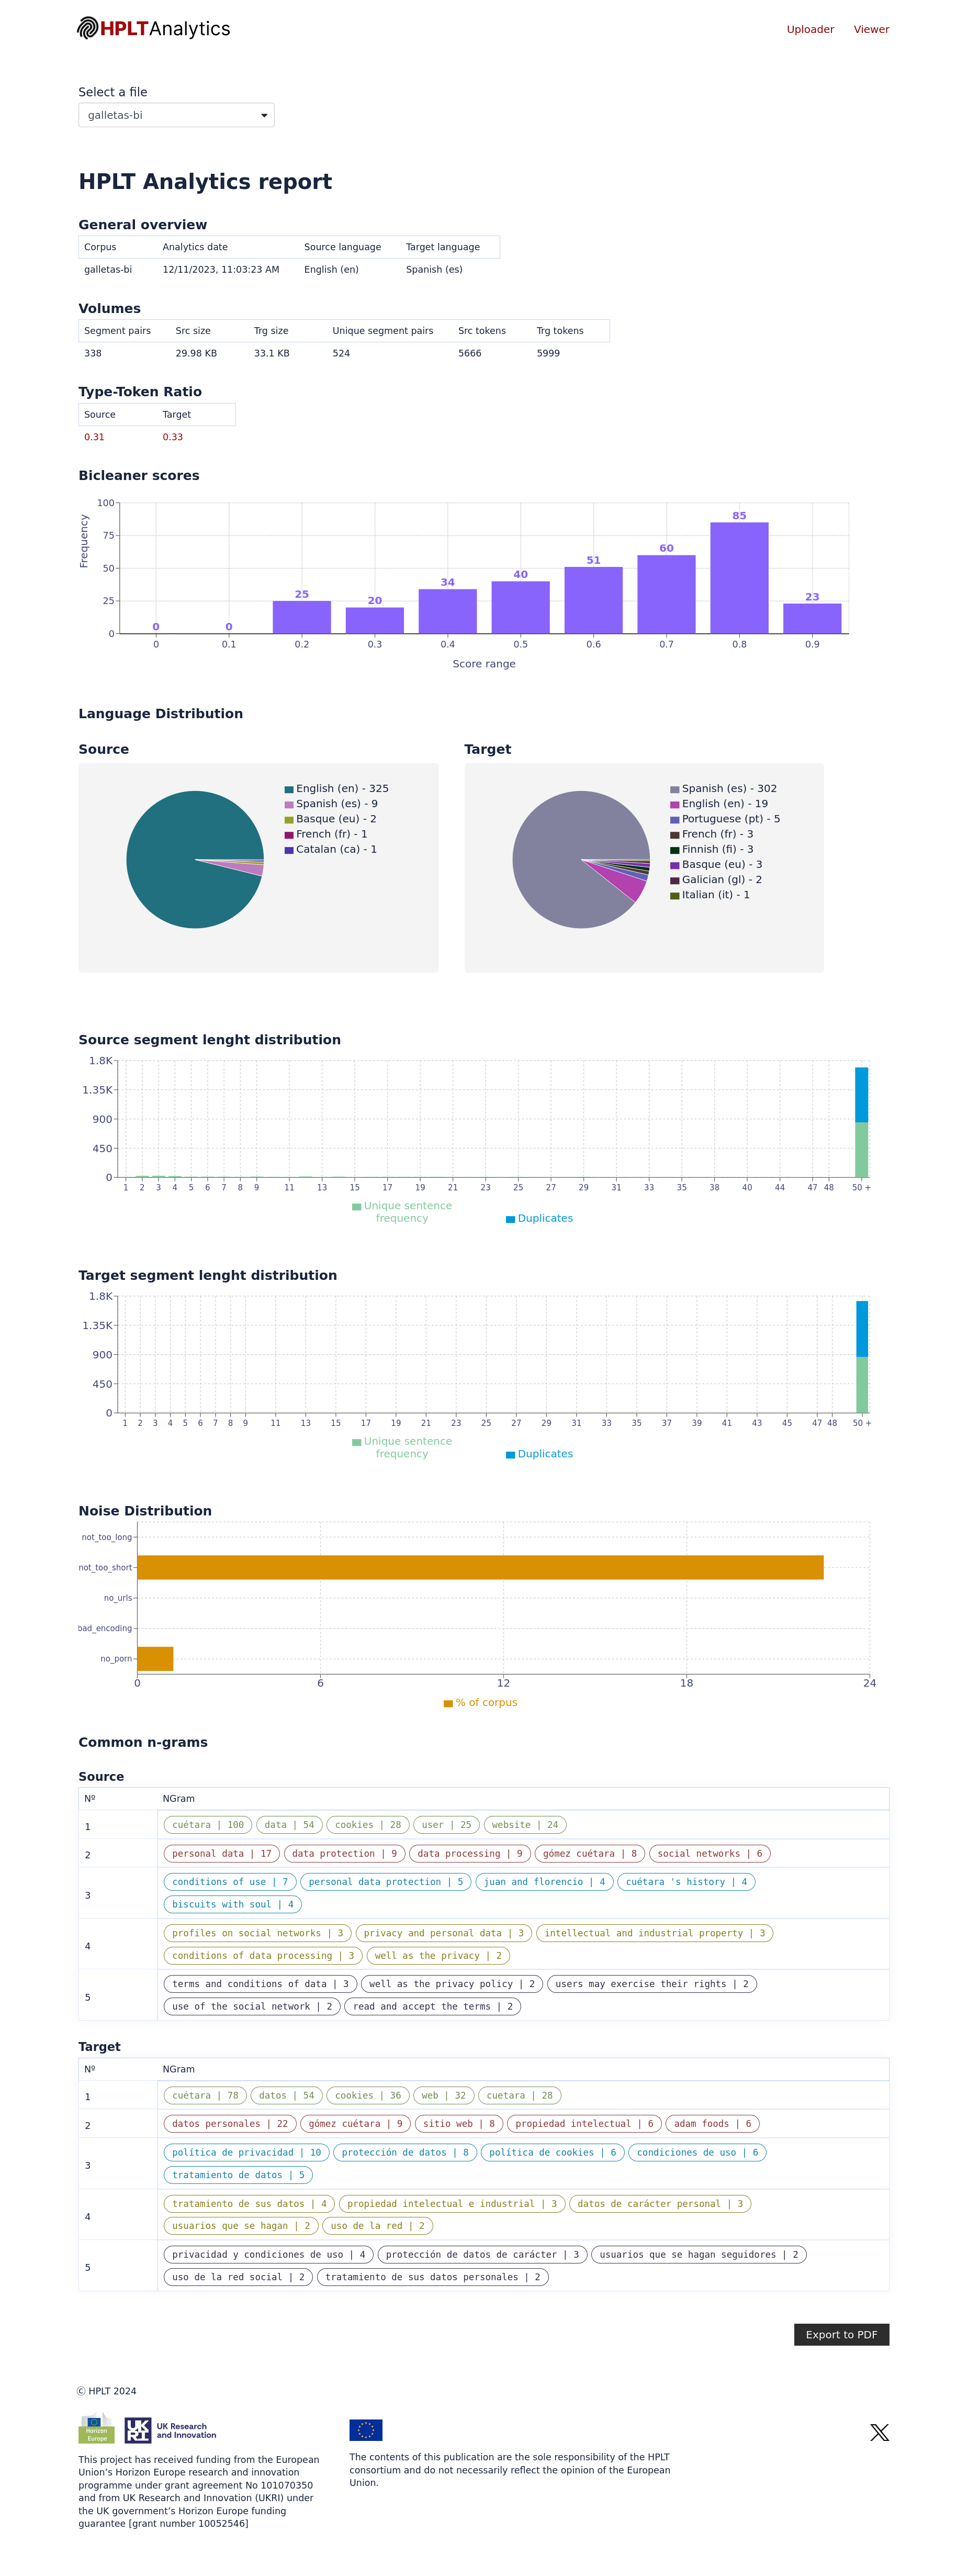 HPLTAnalytics
Uploader Viewer
Select a file
galletas-bi
HPLT Analytics report
General overview
Corpus Analytics date Source language Target language
galletas-bi 12/11/2023, 11:03:23 AM English (en) Spanish (es)
Volumes
Segment pairs Src size Trg size Unique segment pairs Src tokens Trg tokens
338 29.98 KB 33.1 KB 524 5666 5999
Type-Token Ratio
Source Target
0.31 0.33
Bicleaner scores
Frequency
100
75
50
25
0
0 0 25 20 34 40 51 60 85 23
0 0.1 0.2 0.3 0.4 0.5 0.6 0.7 0.8 0.9
Score range
Language Distribution
Source
English (en) - 325
Spanish (es) - 9
Basque (eu) - 2
French (fr) - 1
Catalan (ca) - 1
Target
Spanish (es) - 302
English (en) - 19
Portuguese (pt) - 5
French (fr) - 3
Finnish (fi) - 3
Basque (eu) - 3
Galician (gl) - 2
Italian (it) - 1
Source segment lenght distribution
1.8K
1.35K
900
450
0
1 2 3 4 5 6 7 8 9 11 13 15 17 19 21 23 25 27 29 31 33 35 38 40 44 47 48 50 +
Unique sentence
frequency
Duplicates
Target segment lenght distribution
1.8K
1.35K
900
450
0
1 2 3 4 5 6 7 8 9 11 13 15 17 19 21 23 25 27 29 31 33 35 37 39 41 43 45 47 48 50 +
Unique sentence
frequency
Duplicates
Noise Distribution
not_too_long
not_too_short
no_urls
bad_encoding
no_porn
0 6 12 18 24
% of corpus
Common n-grams
Source
Nº NGram
1 cuétara | 100 data | 54 cookies | 28 user | 25 website | 24
2 personal data | 17 data protection | 9 data processing | 9 gómez cuétara | 8 social networks | 6
3 conditions of use | 7 personal data protection | 5 juan and florencio | 4 cuétara 's history | 4
biscuits with soul | 4
4 profiles on social networks | 3 privacy and personal data | 3 intellectual and industrial property | 3
conditions of data processing | 3 well as the privacy | 2
5 terms and conditions of data | 3 well as the privacy policy | 2 users may exercise their rights | 2
use of the social network | 2 read and accept the terms | 2
Target
Nº NGram
1 cuétara | 78 datos | 54 cookies | 36 web | 32 cuetara | 28
2 datos personales | 22 gómez cuétara | 9 sitio web | 8 propiedad intelectual | 6 adam foods | 6
3 política de privacidad | 10 protección de datos | 8 política de cookies | 6 condiciones de uso | 6
tratamiento de datos | 5
4 tratamiento de sus datos | 4 propiedad intelectual e industrial | 3 datos de carácter personal | 3
usuarios que se hagan | 2 uso de la red | 2
5 privacidad y condiciones de uso | 4 protección de datos de carácter | 3 usuarios que se hagan seguidores | 2
uso de la red social | 2 tratamiento de sus datos personales | 2
Export to PDF
© HPLT 2024
Horizon
Europe
UKRI
UK Research
and Innovation
This project has received funding from the European
Union’s Horizon Europe research and innovation
programme under grant agreement No 101070350
and from UK Research and Innovation (UKRI) under
the UK government’s Horizon Europe funding
guarantee [grant number 10052546]
The contents of this publication are the sole responsibility of the HPLT
consortium and do not necessarily reflect the opinion of the European
Union.